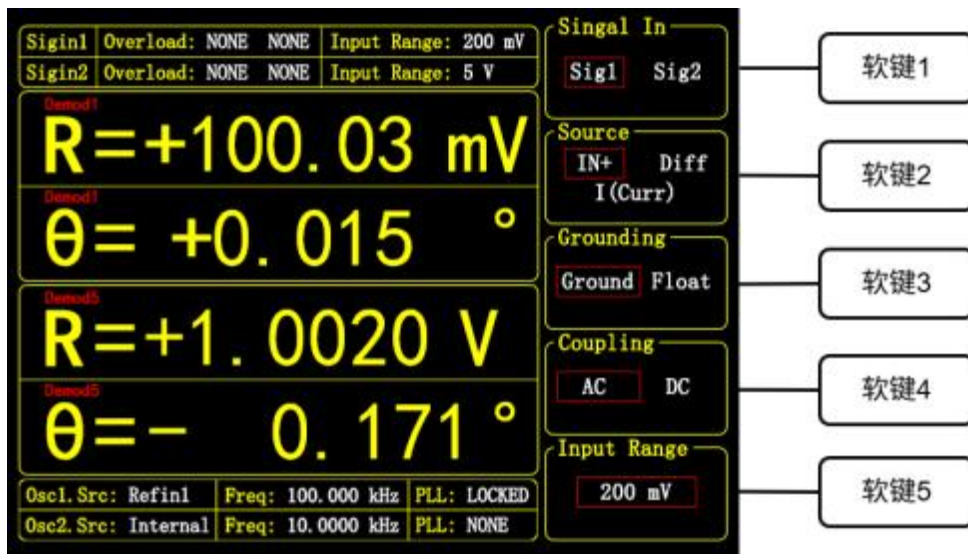 Sigin1 Overload: NONE NONE Input Range: 200 mV
Sigin2 Overload: NONE NONE Input Range: 5 V
Demod1
R=+100.03 mV
Demod1
θ= +0.015 °
Demod5
R=+1.0020 V
Demod5
θ=- 0.171 °
Osc1.Src: Refin1 Freq: 100.000 kHz PLL: LOCKED
Osc2.Src: Internal Freq: 10.0000 kHz PLL: NONE
Singal In
Sig1 Sig2
软键1
Source
IN+ Diff
I(Curr)
软键2
Grounding
Ground Float
软键3
Coupling
AC DC
软键4
Input Range
200 mV
软键5